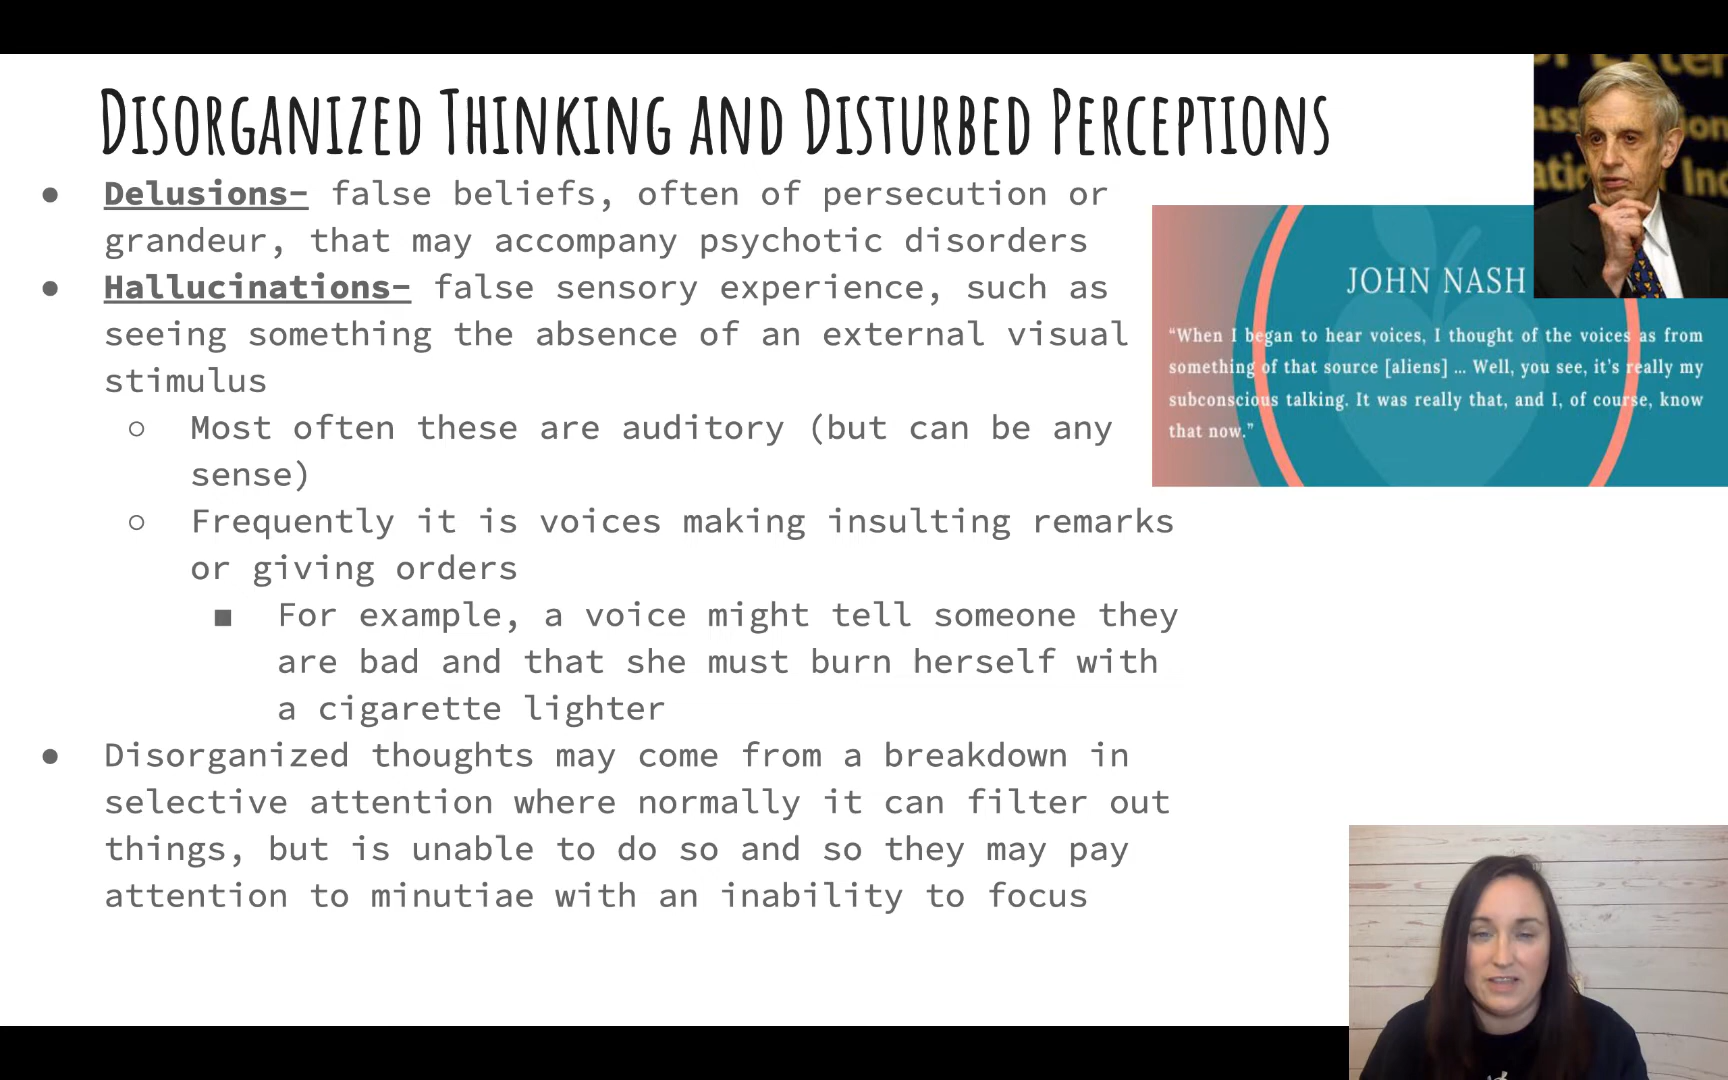 DISORGANIZED THINKING AND DISTURBED PERCEPTIONS
● Delusions- false beliefs, often of persecution or
grandeur, that may accompany psychotic disorders
● Hallucinations- false sensory experience, such as
seeing something the absence of an external visual
stimulus
○ Most often these are auditory (but can be any
sense)
○ Frequently it is voices making insulting remarks
or giving orders
■ For example, a voice might tell someone they
are bad and that she must burn herself with
a cigarette lighter
● Disorganized thoughts may come from a breakdown in
selective attention where normally it can filter out
things, but is unable to do so and so they may pay
attention to minutiae with an inability to focus
JOHN NASH
“When I began to hear voices, I thought of the voices as from
something of that source [aliens] ... Well, you see, it’s really my
subconscious talking. It was really that, and I, of course, know
that now.”